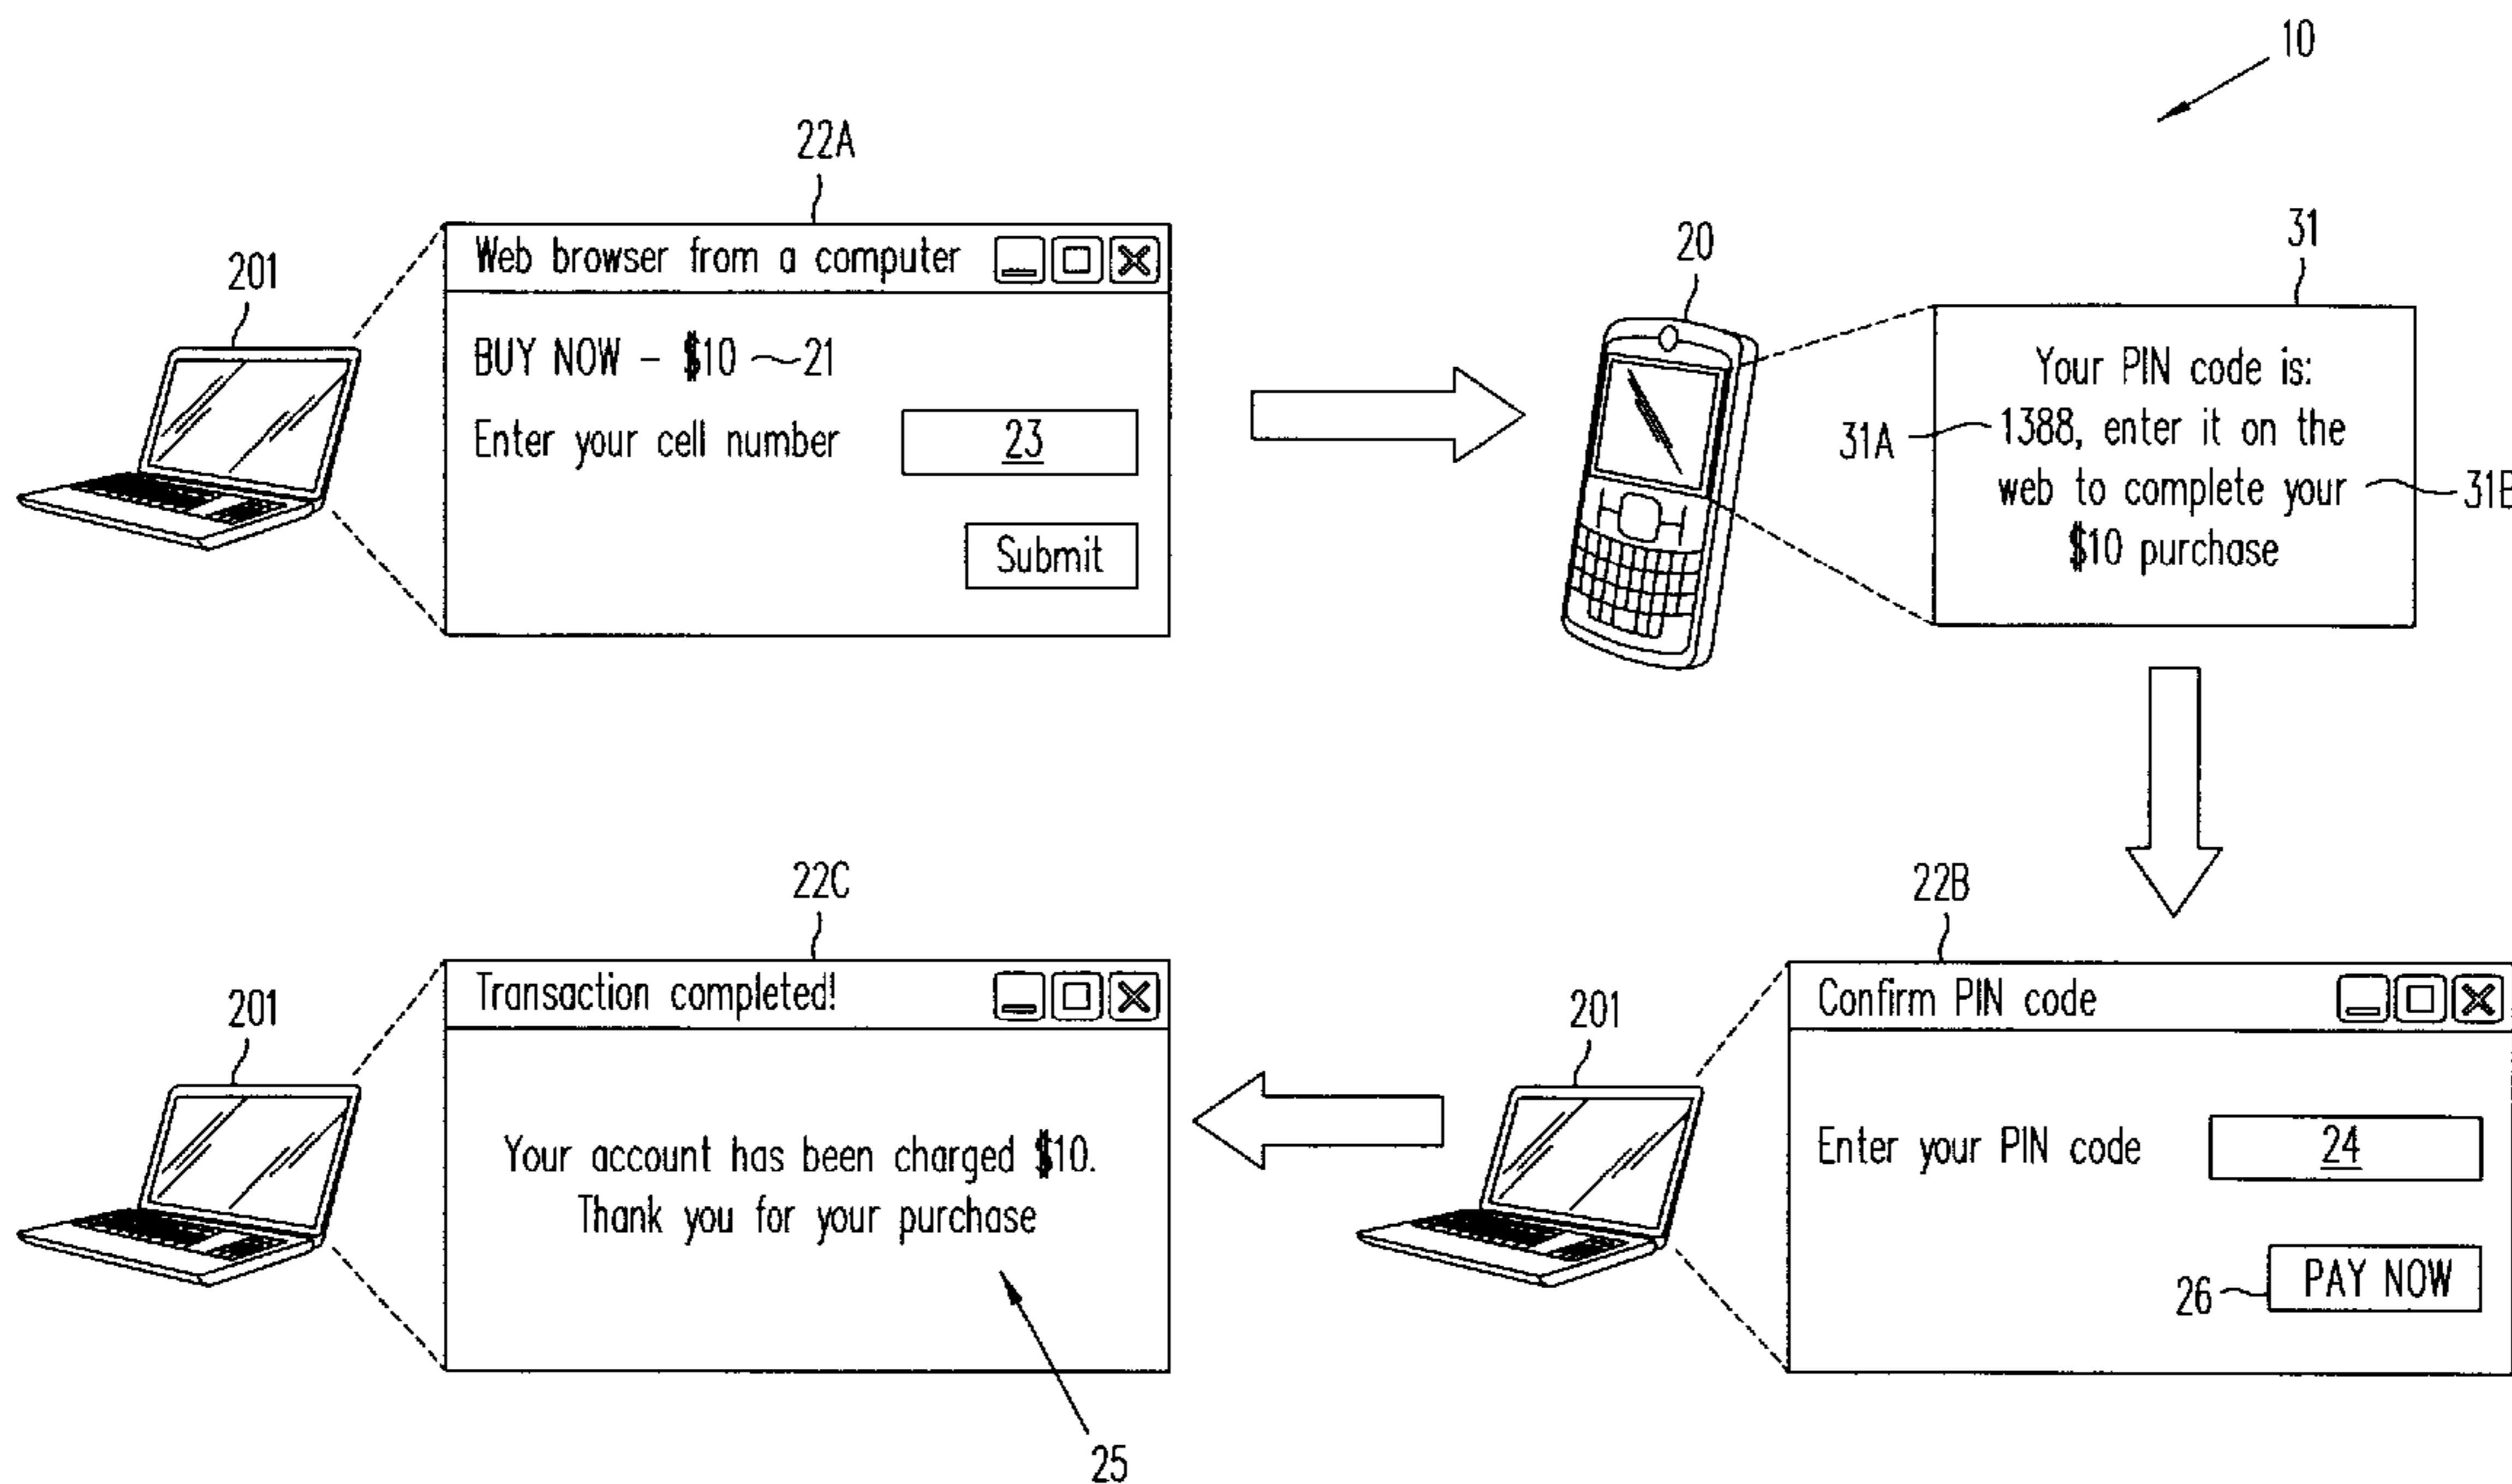 10
22A
201
Web browser from a computer
BUY NOW – $10 21
Enter your cell number 23
Submit
20
31
Your PIN code is:
31A 1388, enter it on the
web to complete your 31B
$10 purchase
22B
201
Confirm PIN code
Enter your PIN code 24
26 PAY NOW
22C
201
Transaction completed!
Your account has been charged $10.
Thank you for your purchase
25